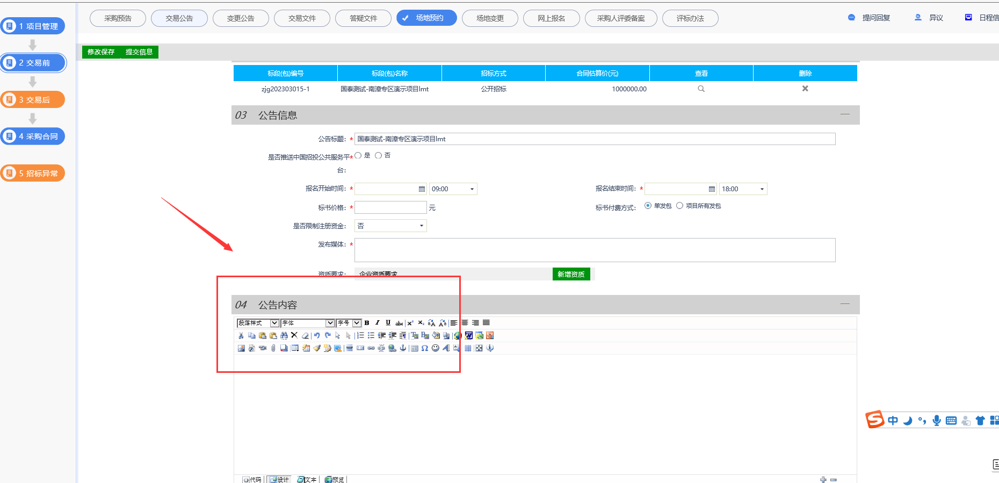 采购预告 交易公告 变更公告 交易文件 答疑文件 场地预约 场地变更 网上报名 采购人评委备案 评标办法 提问回复 异议 日程信
1 项目管理
2 交易前
3 交易后
4 采购合同
5 招标异常
修改保存 提交信息
标段(包)编号 标段(包)名称 招标方式 合同估算价(元) 查看 删除
zjg202303015-1 国泰测试-南漳专区演示项目lmt 公开招标 1000000.00
03 公告信息
公告标题: * 国泰测试-南漳专区演示项目lmt
是否推送中国招投公共服务平* 是 否
台:
报名开始时间: * 09:00 报名结束时间: * 18:00
标书价格: * 元 标书付费方式: 单发包 项目所有发包
是否限制注册资金: 否
发布媒体: *
资质要求: 企业资质要求 新增资质
04 公告内容
段落样式 字体 字号 B I U abc
代码 设计 文本 预览
中